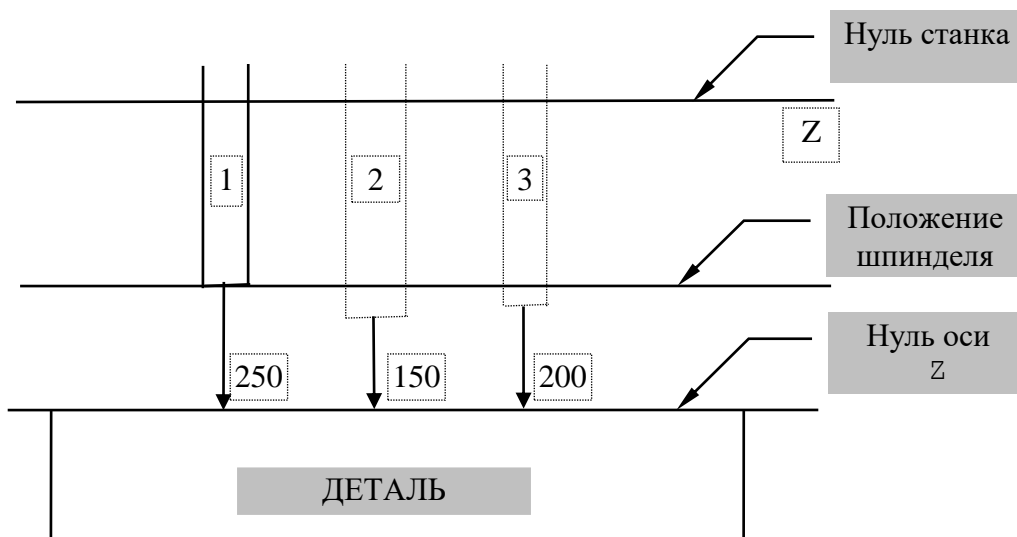 Нуль станка
Z
1
2
3
Положение
шпинделя
Нуль оси
Z
250
150
200
ДЕТАЛЬ